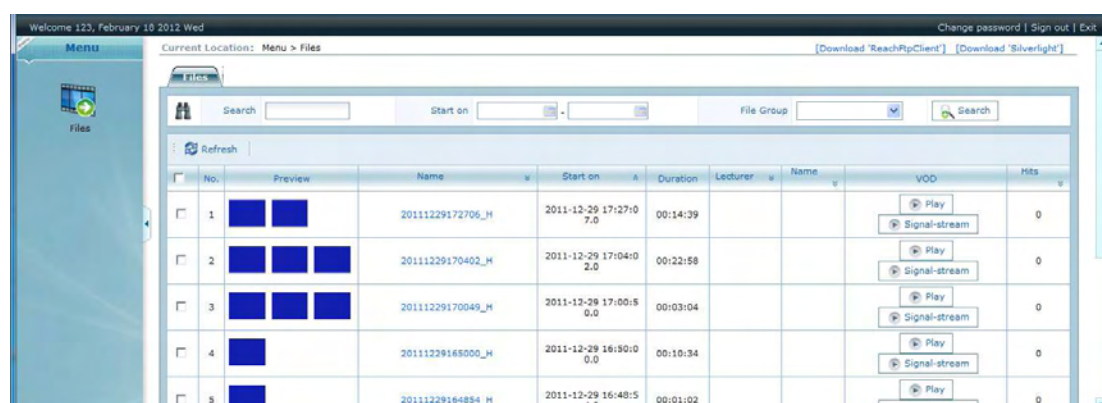 Welcome 123, February 18 2012 Wed
Change password | Sign out | Exit
Menu
Current Location: Menu > Files
[Download 'ReachFtpClient'] [Download 'Silverlight']
Files
Files
Search
Start on
-
File Group
Search
Refresh
No. Preview Name Start on Duration Lecturer Name VOD Hits
1 20111229172706_H 2011-12-29 17:27:0
7.0 00:14:39 Play
Signal-stream 0
2 20111229170402_H 2011-12-29 17:04:0
2.0 00:22:58 Play
Signal-stream 0
3 20111229170049_H 2011-12-29 17:00:5
0.0 00:03:04 Play
Signal-stream 0
4 20111229165000_H 2011-12-29 16:50:0
0.0 00:10:34 Play
Signal-stream 0
5 20111229164854_H 2011-12-29 16:48:5
00:01:02 Play
0